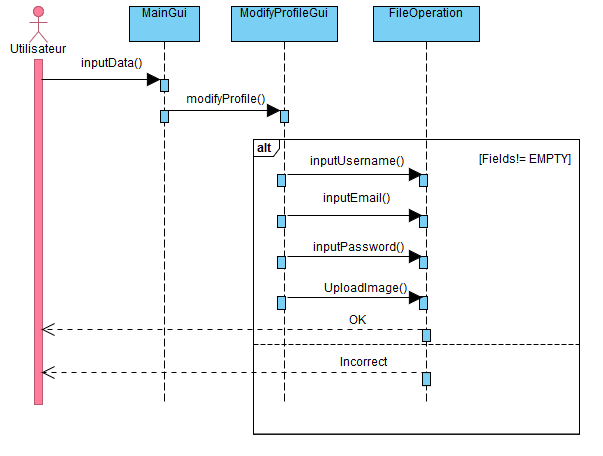 MainGui
ModifyProfileGui
FileOperation
Utilisateur
inputData()
modifyProfile()
alt
[Fields!= EMPTY]
inputUsername()
inputEmail()
inputPassword()
UploadImage()
OK
Incorrect